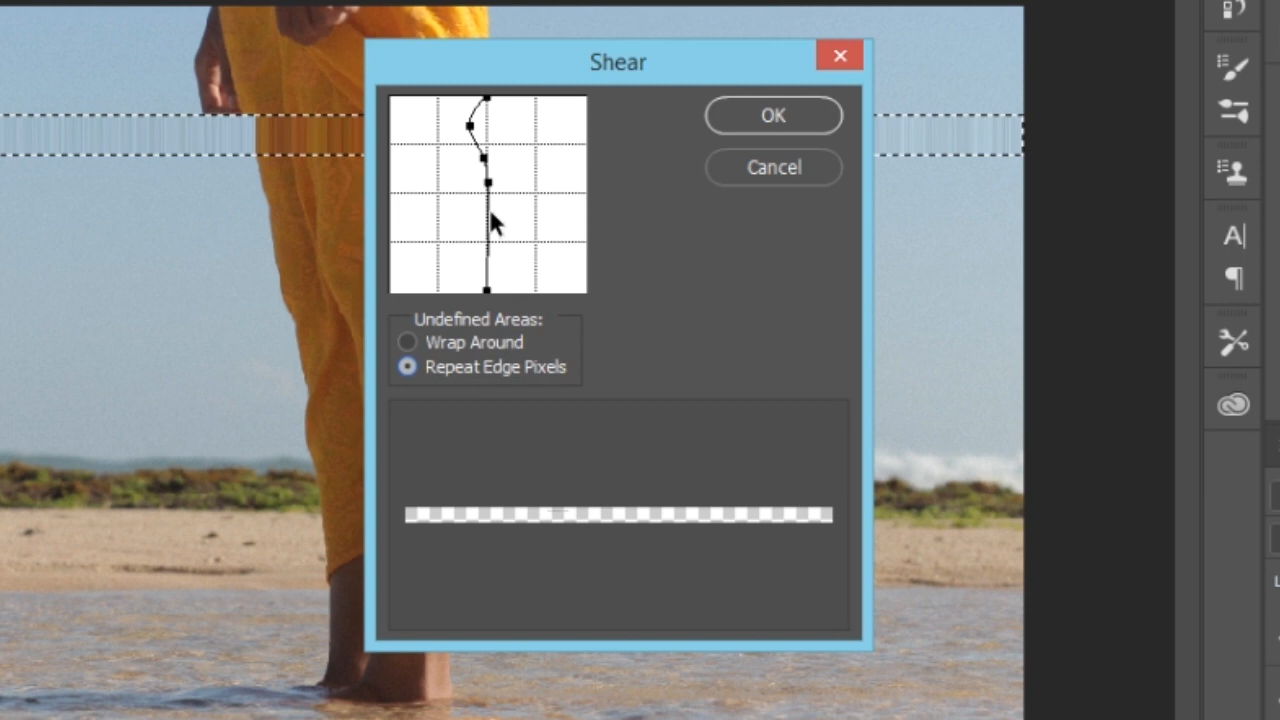 Shear
OK
Cancel
Undefined Areas:
Wrap Around
Repeat Edge Pixels